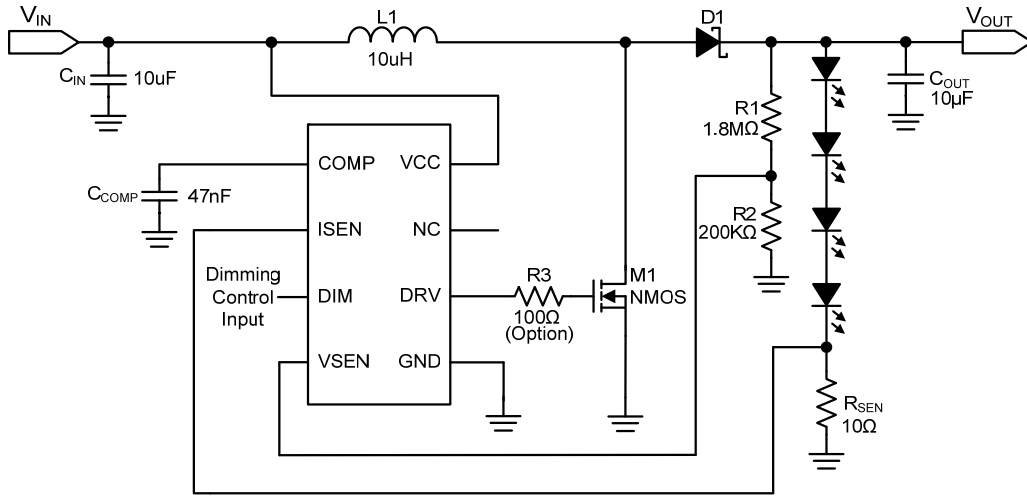 VIN
L1
10uH
D1
VOUT
CIN
10uF
COUT
10μF
R1
1.8MΩ
COMP
VCC
CCOMP
47nF
R2
200KΩ
ISEN
NC
Dimming
Control
Input
DIM
DRV
R3
100Ω
(Option)
M1
NMOS
VSEN
GND
RSEN
10Ω